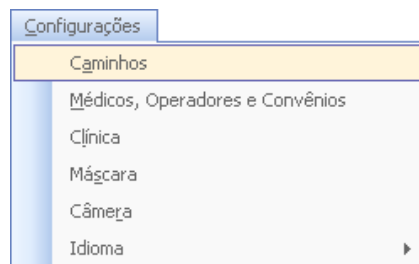 Configurações
Caminhos
Médicos, Operadores e Convênios
Clínica
Máscara
Câmera
Idioma